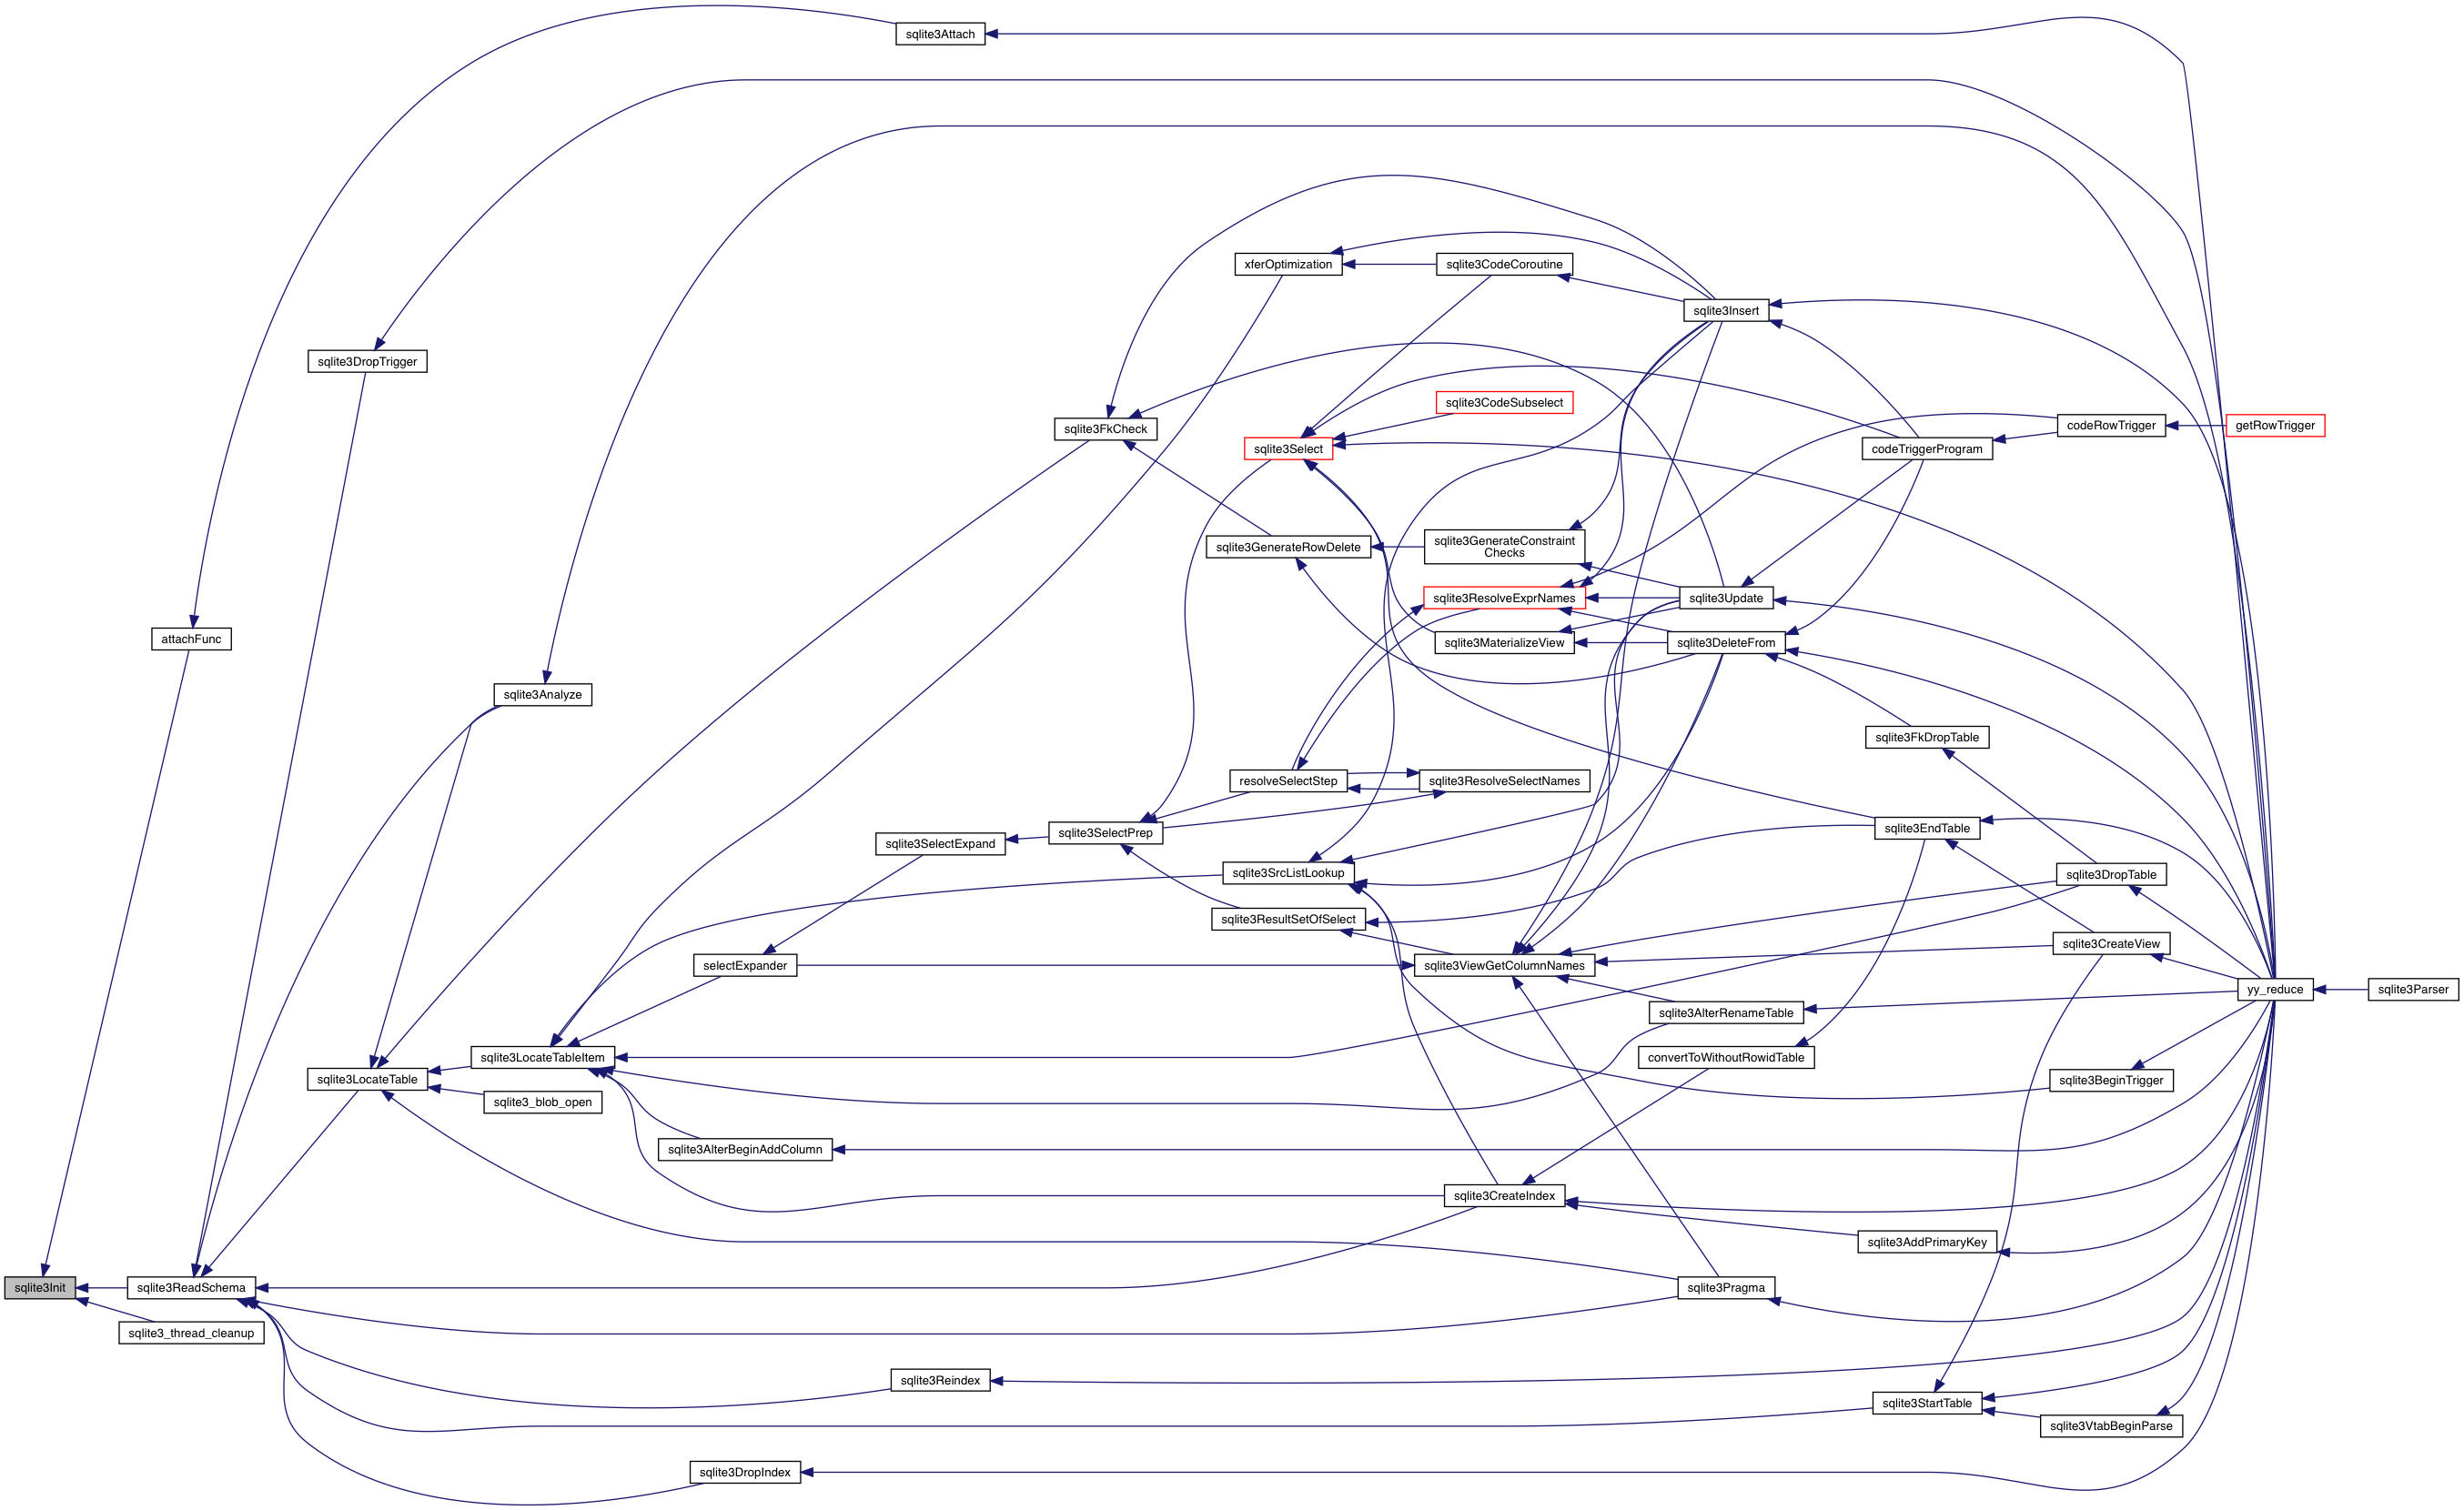 sqlite3Attach
xferOptimization
sqlite3CodeCoroutine
sqlite3Insert
sqlite3DropTrigger
sqlite3CodeSubselect
sqlite3FkCheck
codeRowTrigger
getRowTrigger
sqlite3Select
codeTriggerProgram
sqlite3GenerateRowDelete
sqlite3GenerateConstraint
Checks
sqlite3ResolveExprNames
sqlite3Update
attachFunc
sqlite3MaterializeView
sqlite3DeleteFrom
sqlite3Analyze
sqlite3FkDropTable
resolveSelectStep
sqlite3ResolveSelectNames
sqlite3SelectPrep
sqlite3EndTable
sqlite3SelectExpand
sqlite3SrcListLookup
sqlite3DropTable
sqlite3ResultSetOfSelect
sqlite3CreateView
selectExpander
sqlite3ViewGetColumnNames
yy_reduce
sqlite3Parser
sqlite3AlterRenameTable
sqlite3LocateTableItem
convertToWithoutRowidTable
sqlite3LocateTable
sqlite3BeginTrigger
sqlite3_blob_open
sqlite3AlterBeginAddColumn
sqlite3CreateIndex
sqlite3AddPrimaryKey
sqlite3Init
sqlite3ReadSchema
sqlite3Pragma
sqlite3_thread_cleanup
sqlite3Reindex
sqlite3StartTable
sqlite3VtabBeginParse
sqlite3DropIndex